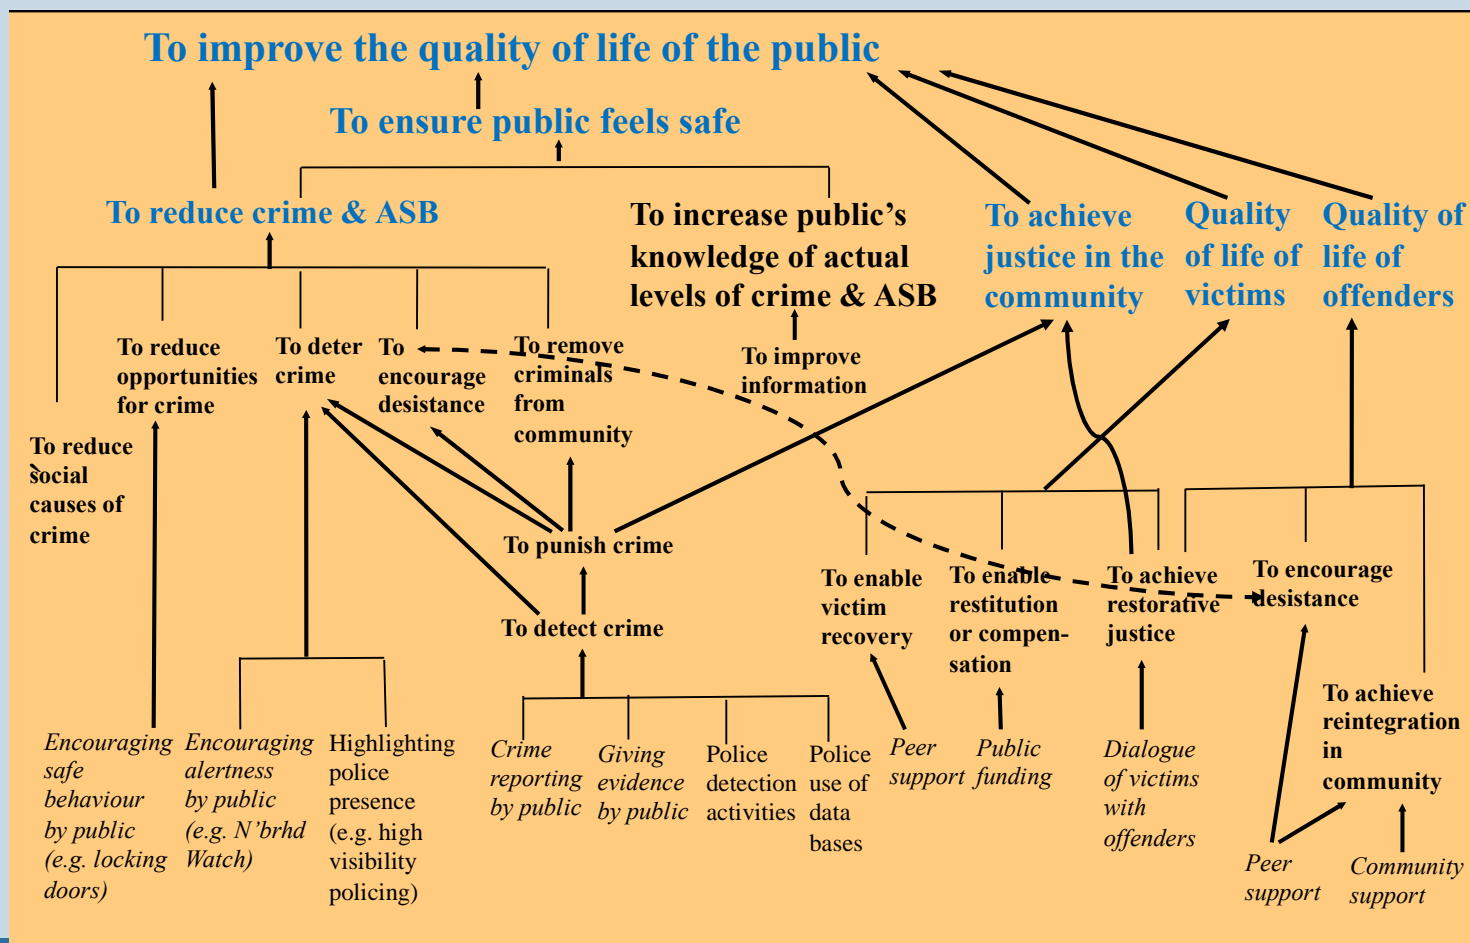 To improve the quality of life of the public
To ensure public feels safe
To reduce crime & ASB
To increase public's
knowledge of actual
levels of crime & ASB
To achieve
justice in the
community
Quality
of life of
victims
Quality of
life of
offenders
To reduce
social
causes of
crime
To reduce
opportunities
for crime
To deter
crime
To
encourage
desistance
To remove
criminals
from
community
To improve
information
To punish crime
To detect crime
To enable
victim
recovery
To enable
restitution
or compen-
sation
To achieve
restorative
justice
To encourage
desistance
To achieve
reintegration
in
community
Encouraging
safe
behaviour
by public
(e.g. locking
doors)
Encouraging
alertness
by public
(e.g. N'brhd
Watch)
Highlighting
police
presence
(e.g. high
visibility
policing)
Crime
reporting
by public
Giving
evidence
by public
Police
detection
activities
Police
use of
data
bases
Peer
support
Public
funding
Dialogue
of victims
with
offenders
Peer
support
Community
support